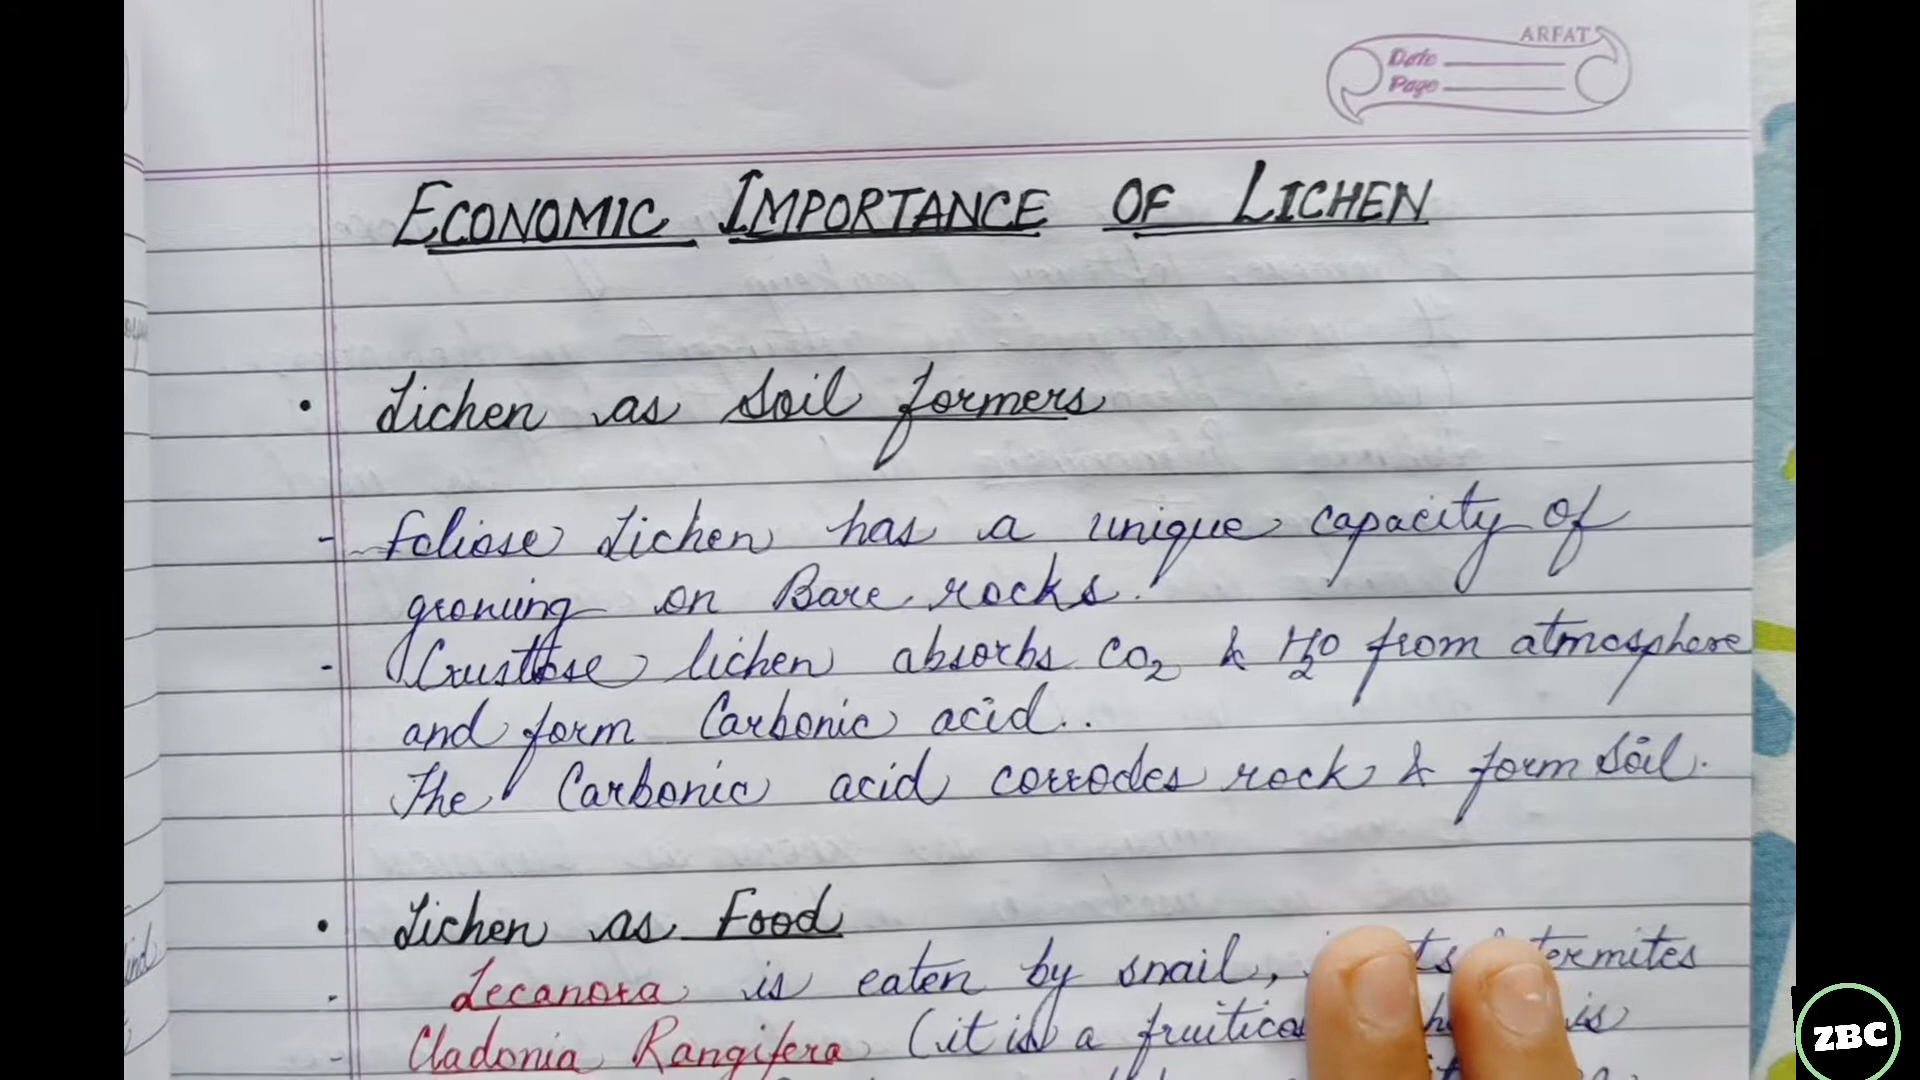 ARFAT
Date
Page
ECONOMIC IMPORTANCE OF LICHEN
• Lichen as Soil formers
- Foliose Lichen has a unique capacity of
growing on Bare rocks.
- Crustose lichen absorbs CO2 & H2O from atmosphere
and form Carbonic acid..
The Carbonic acid corrodes rock & form soil.
• Lichen as Food
- Lecanora is eaten by snail, termites
- Cladonia Rangifera (it is a is
ZBC